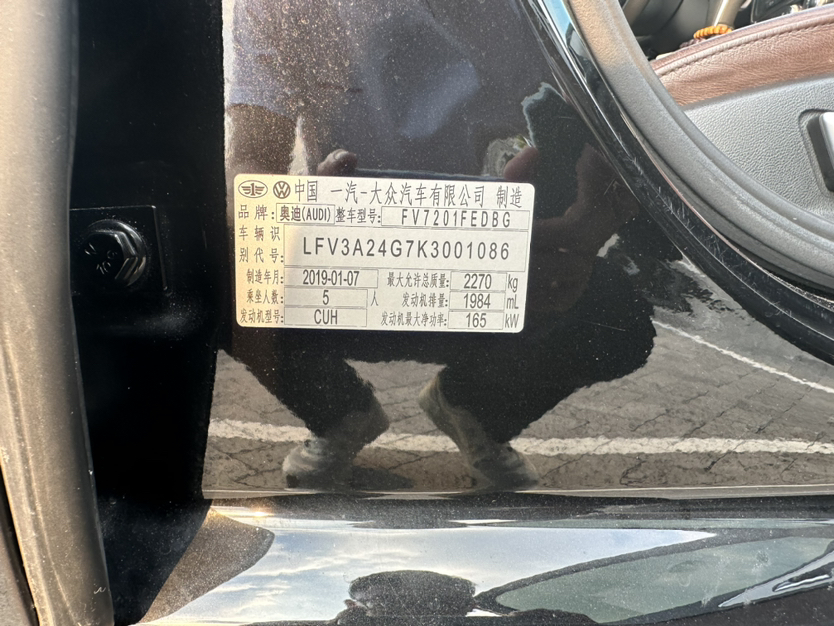 中国 一汽-大众汽车有限公司 制造
品牌: 奥迪(AUDI) 整车型号: FV7201FEDBG
车辆识别代号: LFV3A24G7K3001086
制造年月: 2019-01-07 最大允许总质量: 2270 kg
乘坐人数: 5 人 发动机排量: 1984 mL
发动机型号: CUH 发动机最大净功率: 165 kW